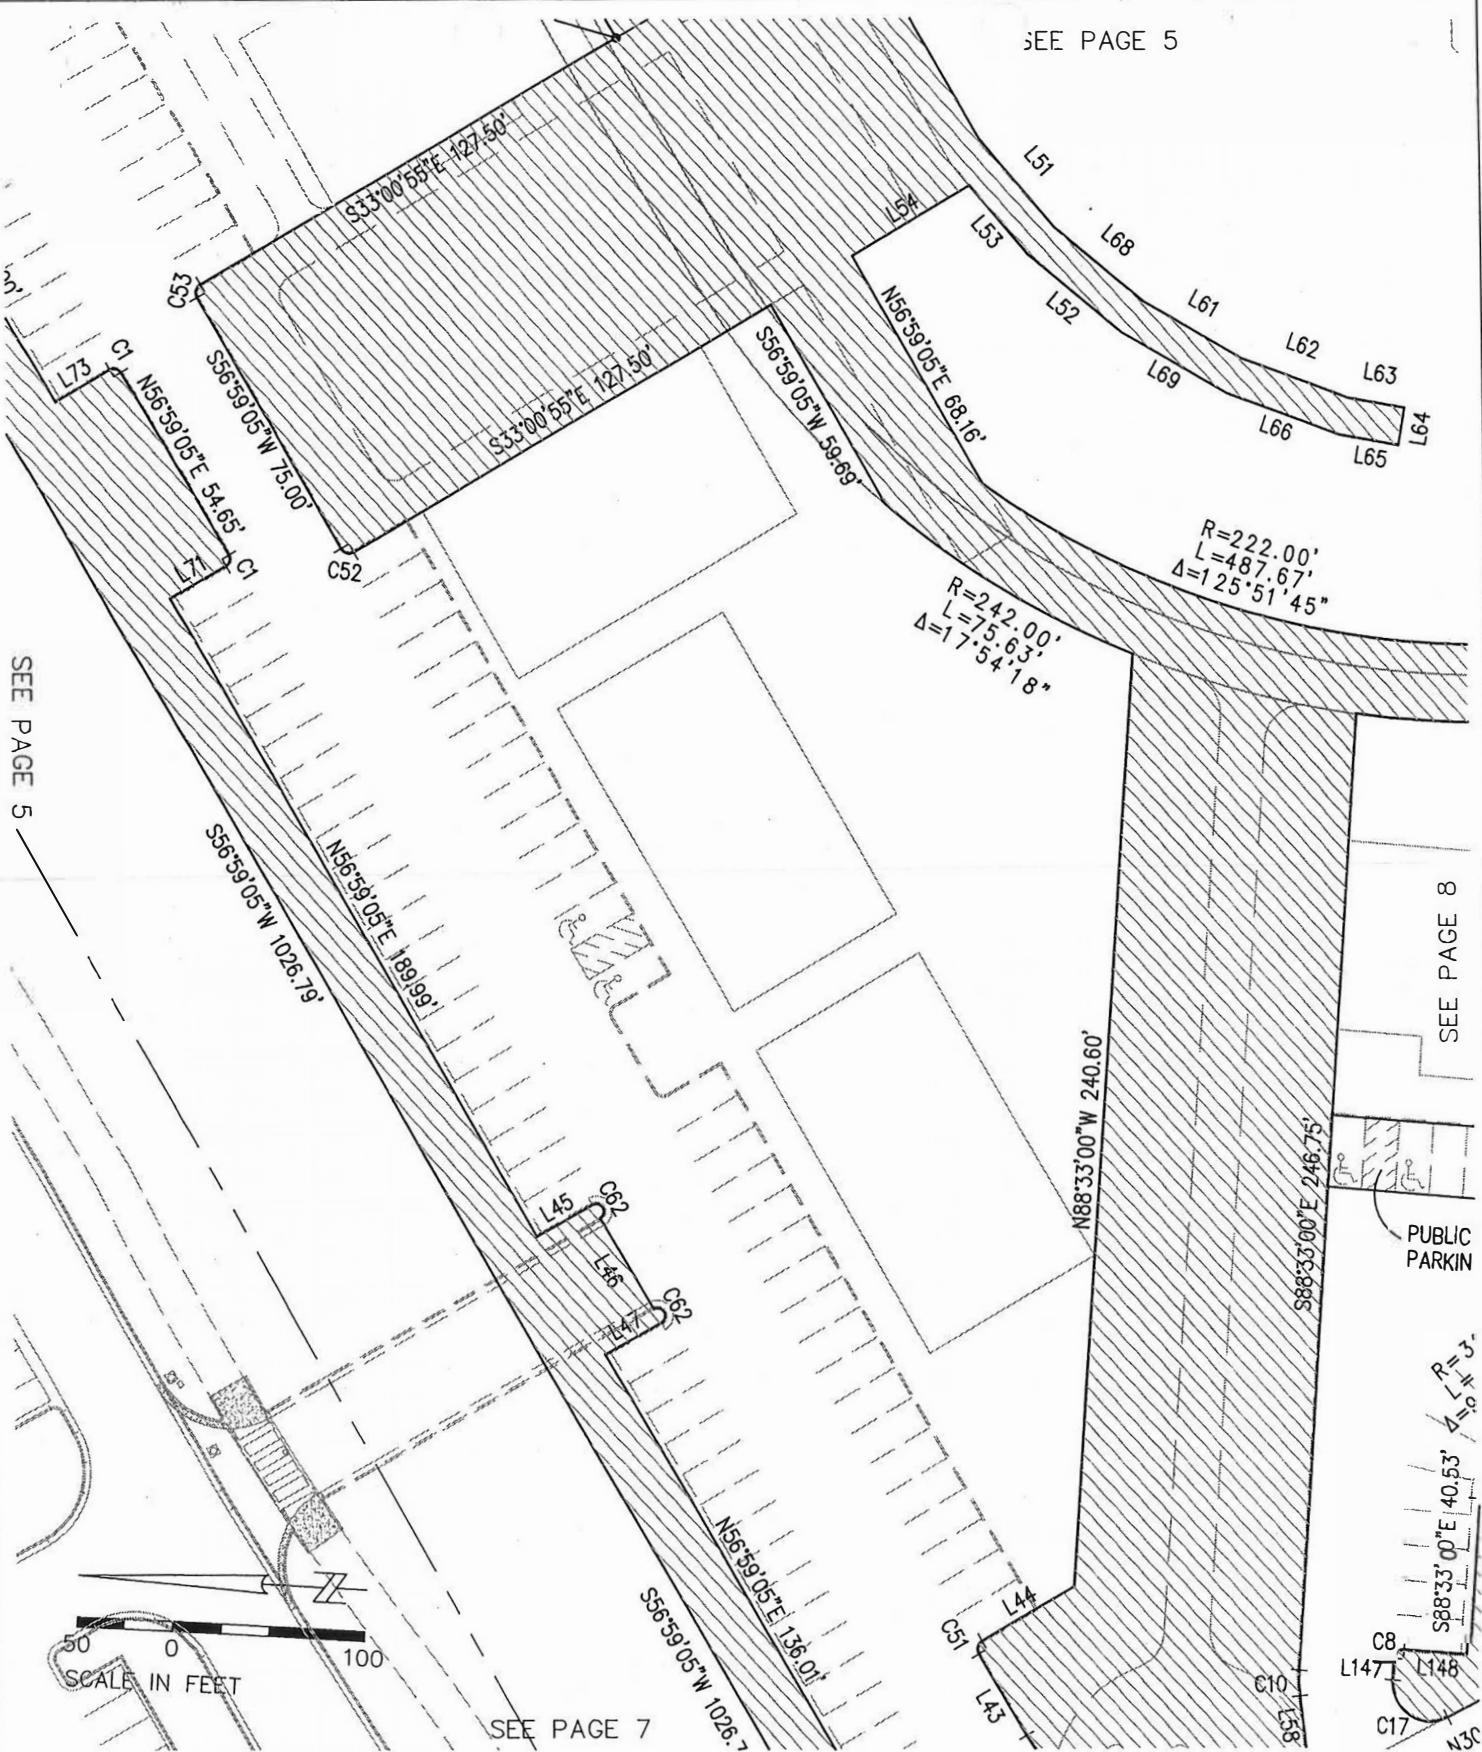 SEE PAGE 5
S33°00'55"E 127.50'
L51
L54
L53
L68
C53
L52
L61
N56°59'05"E 68.16'
L62
L63
L64
L69
L66
L65
L73
C1
N56°59'05"E 54.65'
S56°59'05"W 75.00'
S33°00'55"E 127.50'
S56°59'05"W 59.69'
L71
C1
C52
R=222.00'
L=487.67'
Δ=125°51'45"
R=242.00'
L=75.63'
Δ=17°54'18"
SEE PAGE 5
S56°59'05"W 1026.79'
N56°59'05"E 189.99'
SEE PAGE 8
N88°33'00"W 240.60'
S88°33'00"E 246.75'
PUBLIC
PARKIN
L45
C62
L46
C62
L47
R=3
L=
Δ=
S88°33'00"E 40.53'
N56°59'05"E 136.01'
S56°59'05"W 1026.7
L44
C51
L43
C8
L147
L148
C10
L58
C17
N30
50
0
100
SCALE IN FEET
SEE PAGE 7